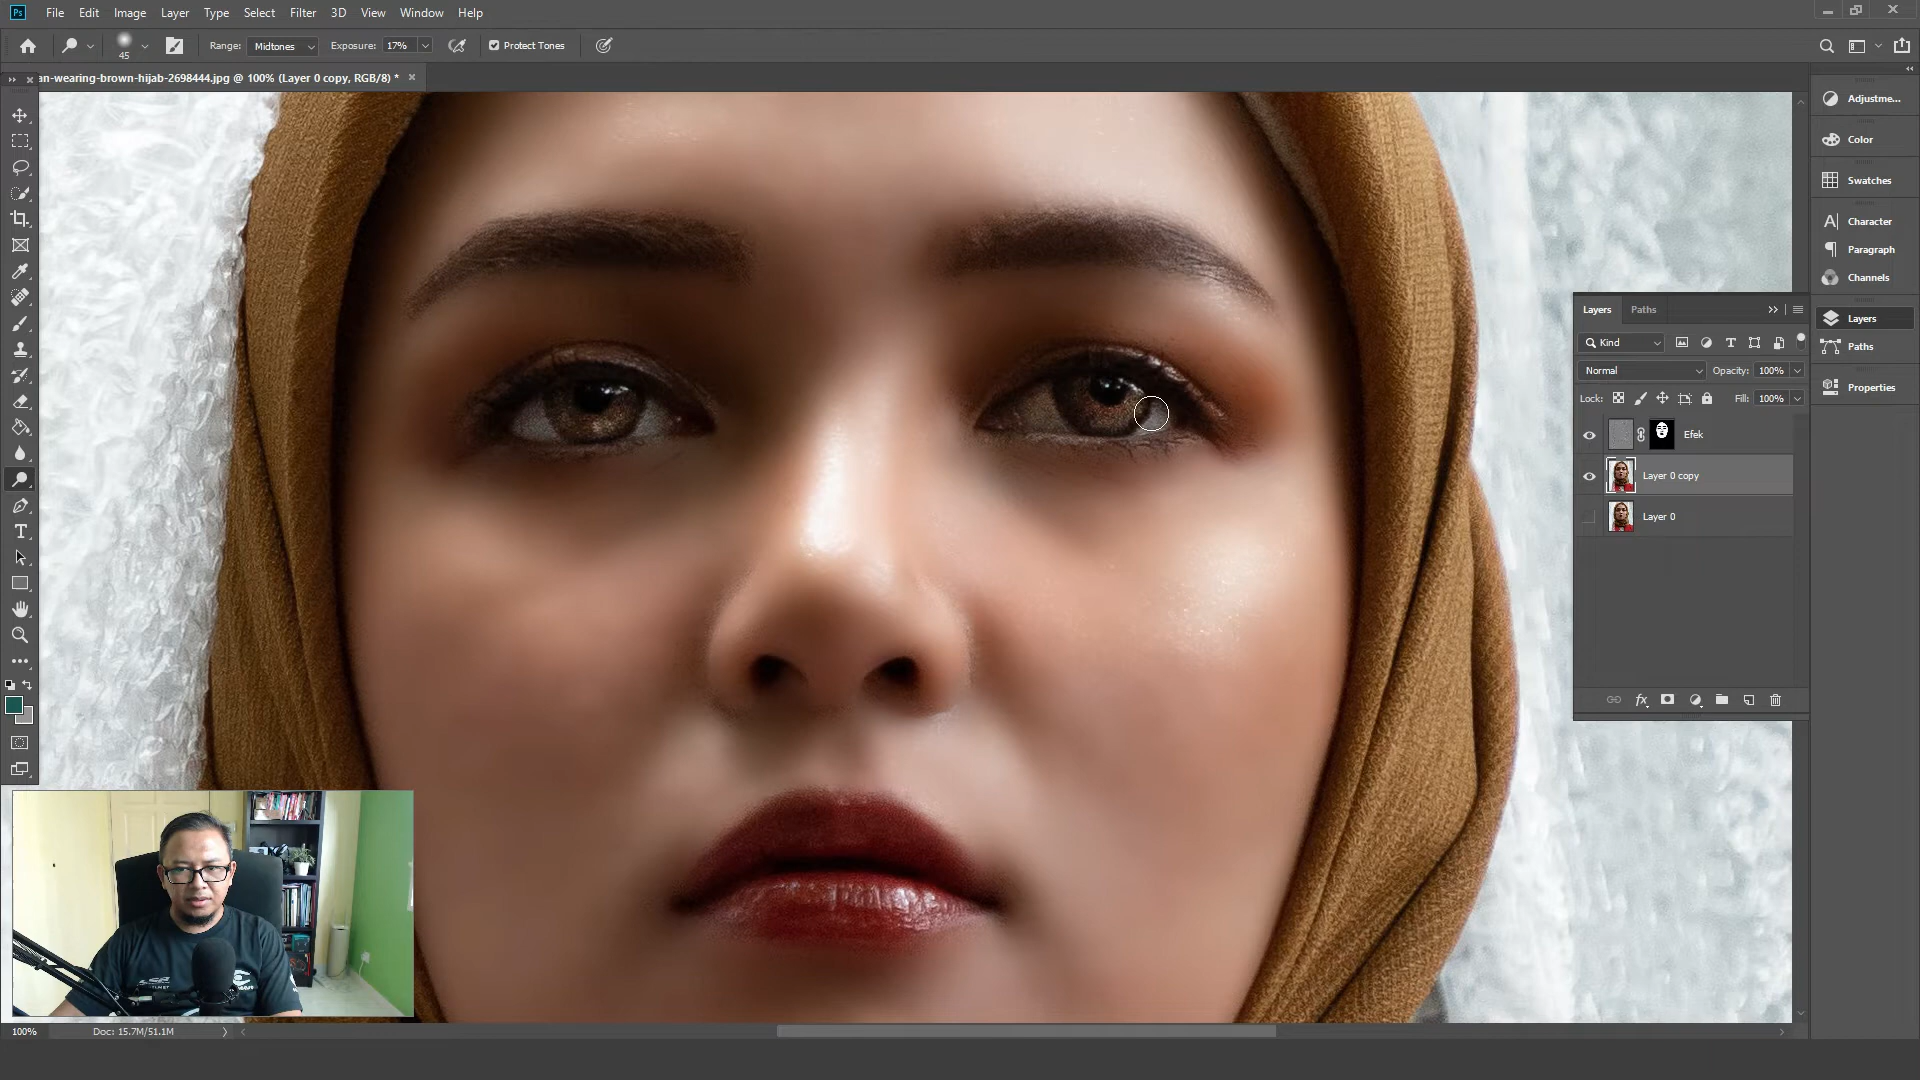 Ps File Edit Image Layer Type Select Filter 3D View Window Help
45 Range: Midtones Exposure: 17% Protect Tones
an-wearing-brown-hijab-2698444.jpg @ 100% (Layer 0 copy, RGB/8) *
Adjustme...
Color
Swatches
Character
Paragraph
Channels
Layers
Paths
Properties
Layers Paths
Kind
Normal Opacity: 100%
Lock: Fill: 100%
Efek
Layer 0 copy
Layer 0
fx
100% Doc: 15.7M/51.1M